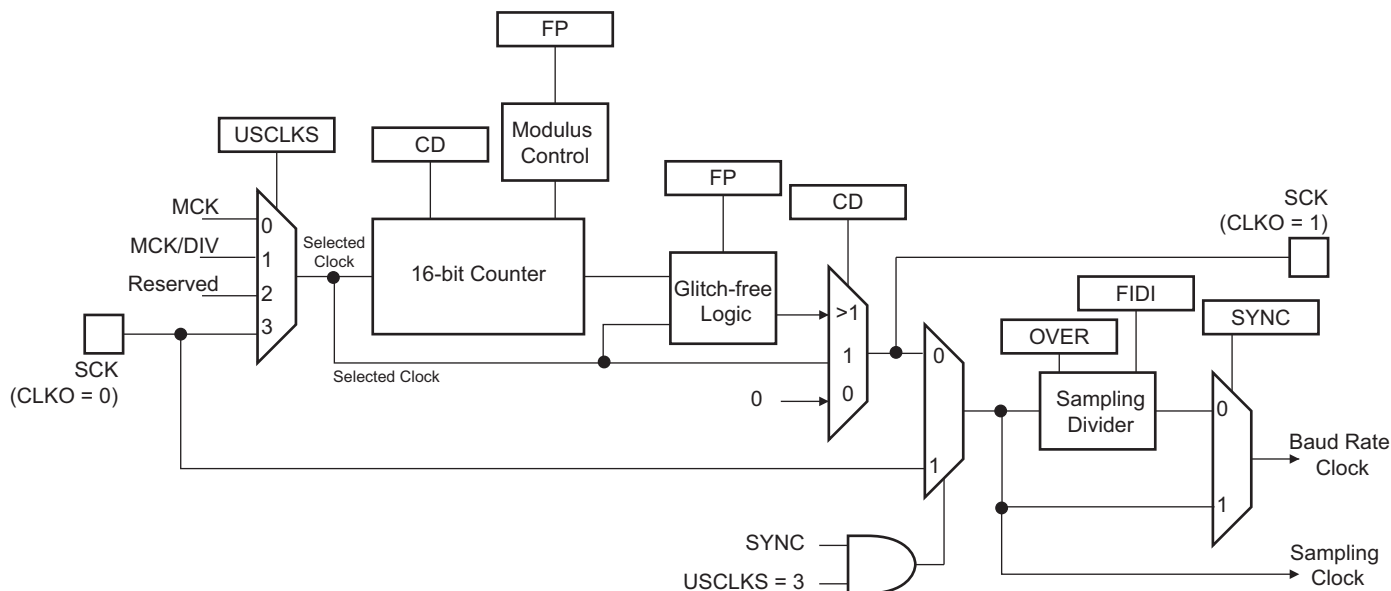 FP
USCLKS
CD
Modulus
Control
FP
CD
SCK
(CLKO = 1)
MCK
0
MCK/DIV
1
Reserved
2
3
Selected
Clock
16-bit Counter
Glitch-free
Logic
>1
1
0
0
Selected Clock
SCK
(CLKO = 0)
FIDI
OVER
SYNC
0
1
Sampling
Divider
0
1
Baud Rate
Clock
SYNC
USCLKS = 3
Sampling
Clock